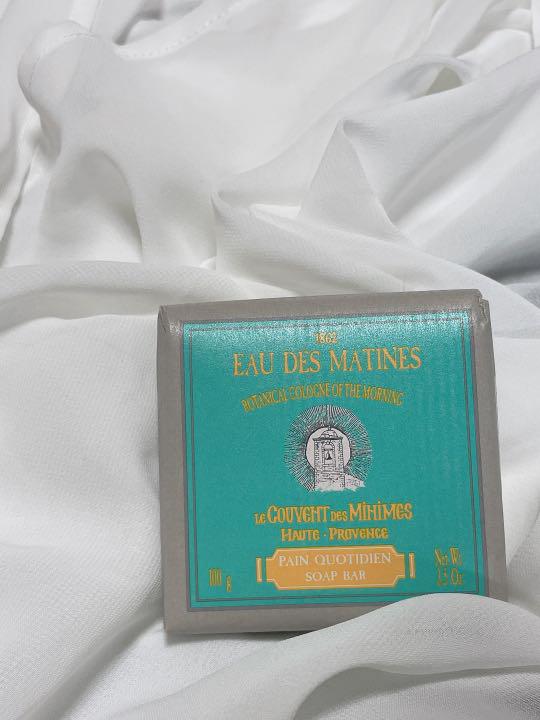 1862
EAU DES MATINES
BOTANICAL COLOGNE OF THE MORNING
LE COUVENT DES MINIMES
HAUTE · PROVENCE
PAIN QUOTIDIEN
SOAP BAR
100 g
Net Wt.
3.5 Oz.